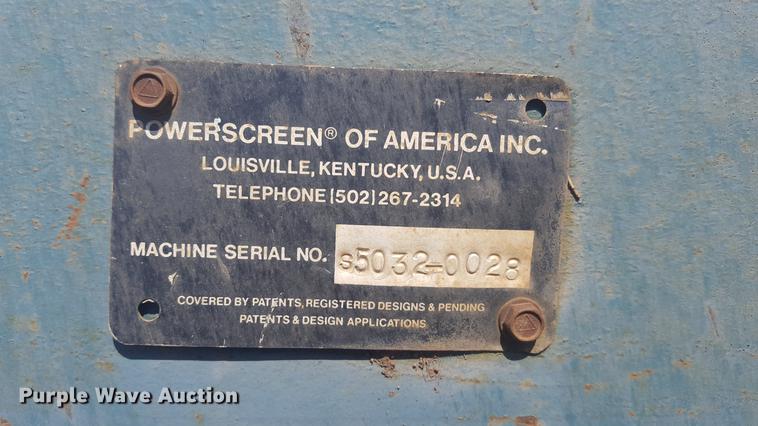 POWERSCREEN® OF AMERICA INC.
LOUISVILLE, KENTUCKY, U.S.A.
TELEPHONE (502) 267-2314
MACHINE SERIAL NO. S5032-0028
COVERED BY PATENTS, REGISTERED DESIGNS & PENDING
PATENTS & DESIGN APPLICATIONS
Purple Wave Auction®